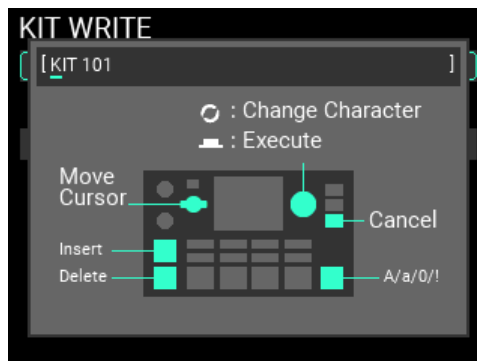 KIT WRITE
[ KIT 101 ]
: Change Character
: Execute
Move
Cursor
Cancel
Insert
Delete
A/a/0/!